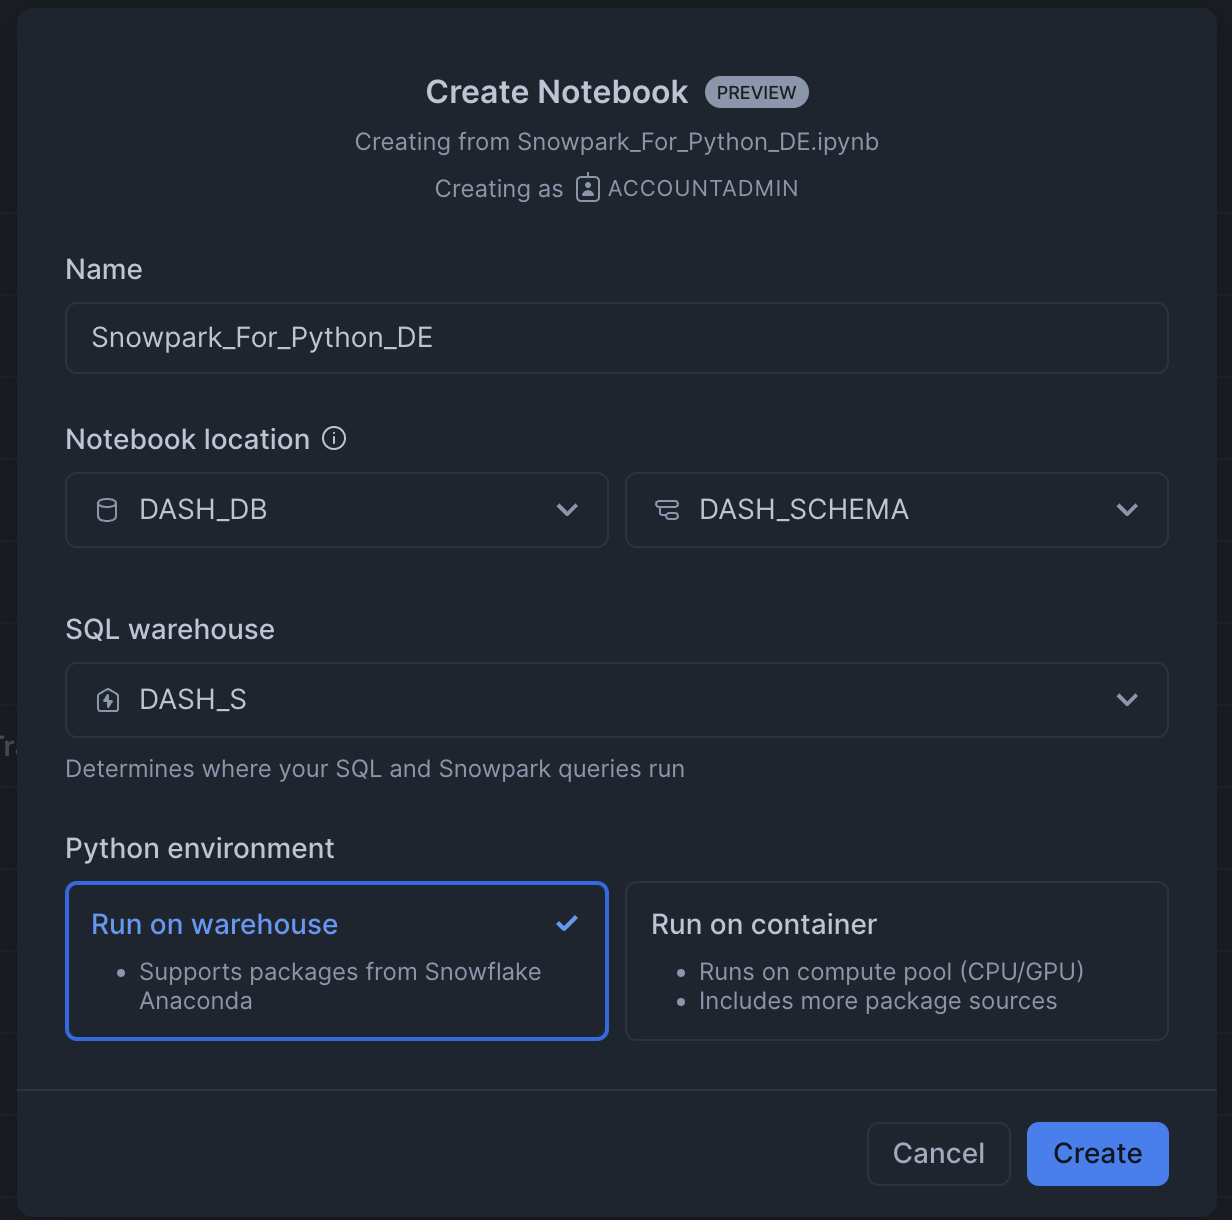 Create Notebook PREVIEW
Creating from Snowpark_For_Python_DE.ipynb
Creating as ACCOUNTADMIN
Name
Snowpark_For_Python_DE
Notebook location
DASH_DB
DASH_SCHEMA
SQL warehouse
DASH_S
Determines where your SQL and Snowpark queries run
Python environment
Run on warehouse
Supports packages from Snowflake
Anaconda
Run on container
Runs on compute pool (CPU/GPU)
Includes more package sources
Cancel
Create